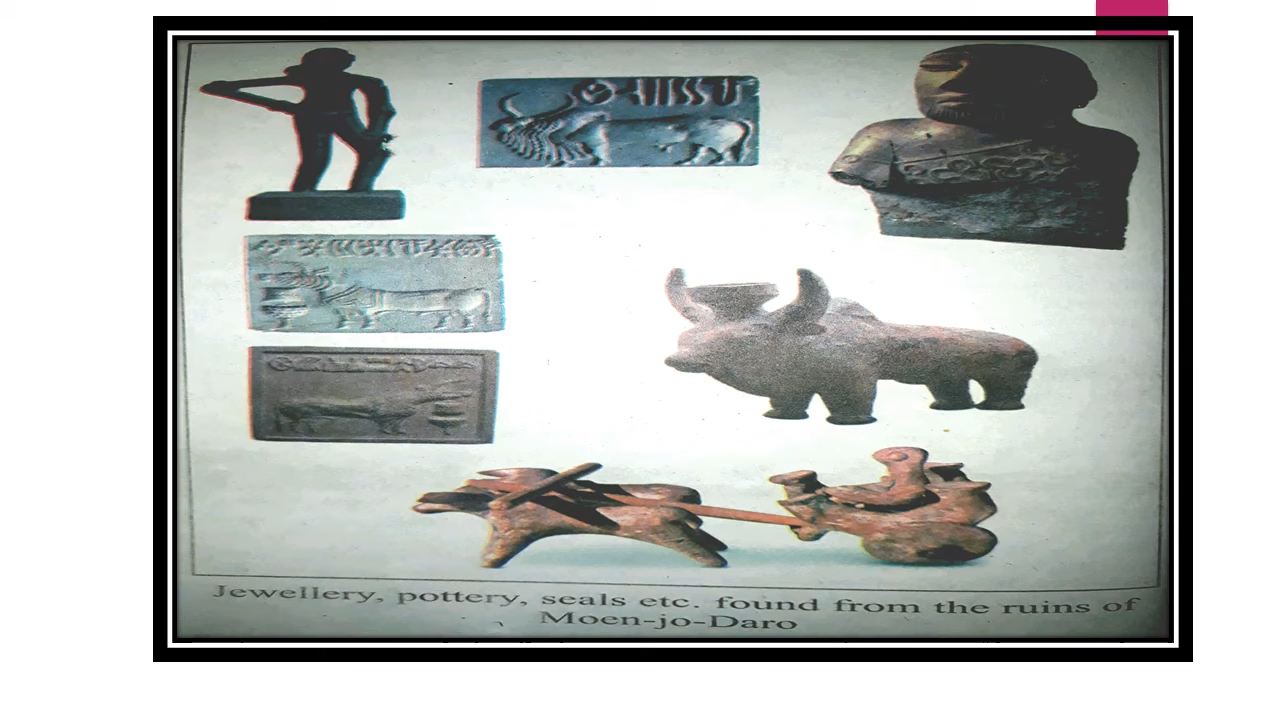 Jewellery, pottery, seals etc. found from the ruins of
Moen-jo-Daro